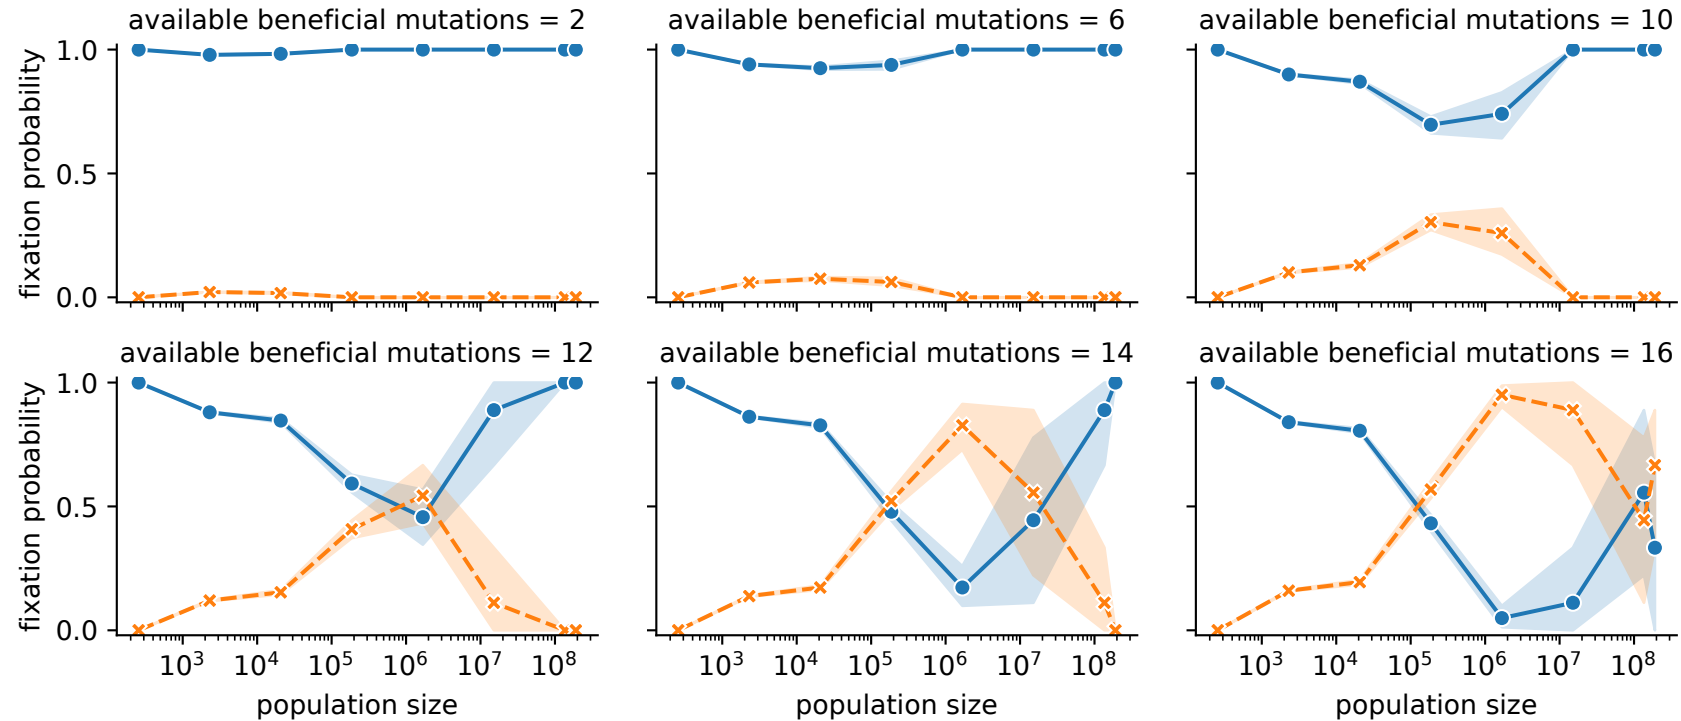 available beneficial mutations = 2
available beneficial mutations = 6
available beneficial mutations = 10
fixation probability
1.0
0.5
0.0
available beneficial mutations = 12
available beneficial mutations = 14
available beneficial mutations = 16
fixation probability
1.0
0.5
0.0
10³ 10⁴ 10⁵ 10⁶ 10⁷ 10⁸
10³ 10⁴ 10⁵ 10⁶ 10⁷ 10⁸
10³ 10⁴ 10⁵ 10⁶ 10⁷ 10⁸
population size
population size
population size